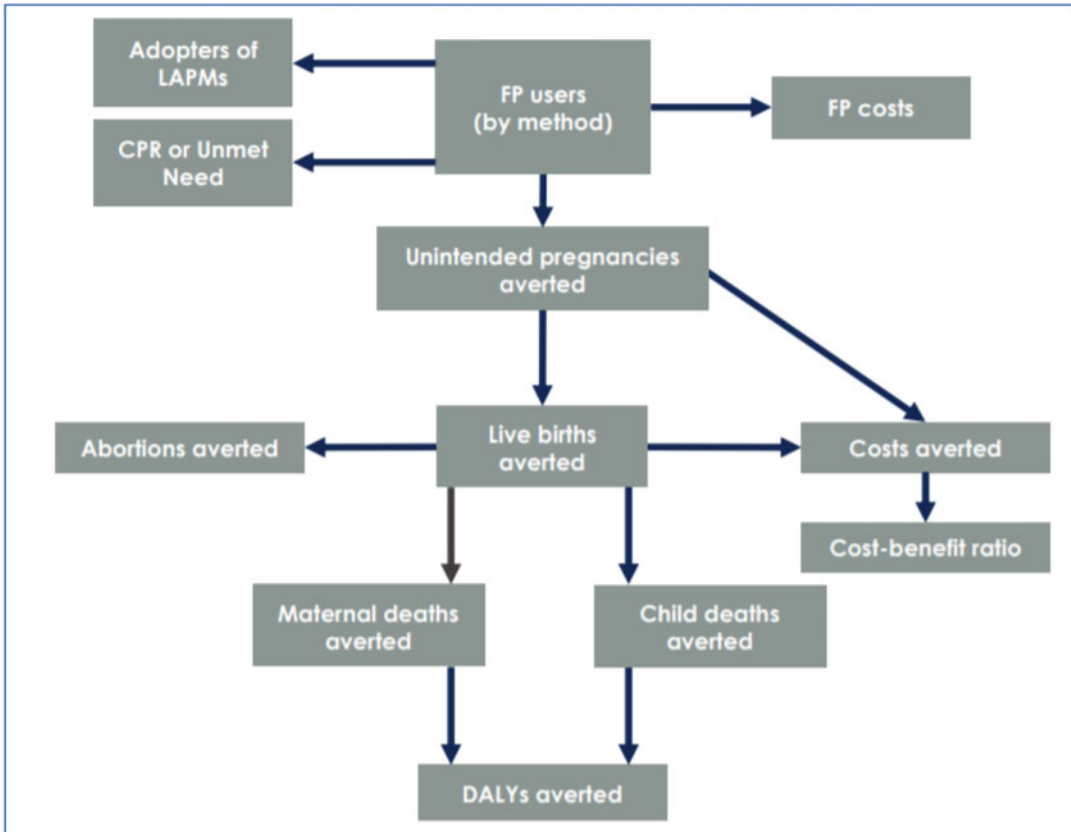 Adopters of
LAPMs
FP users
(by method)
FP costs
CPR or Unmet
Need
Unintended pregnancies
averted
Abortions averted
Live births
averted
Costs averted
Cost-benefit ratio
Maternal deaths
averted
Child deaths
averted
DALYs averted